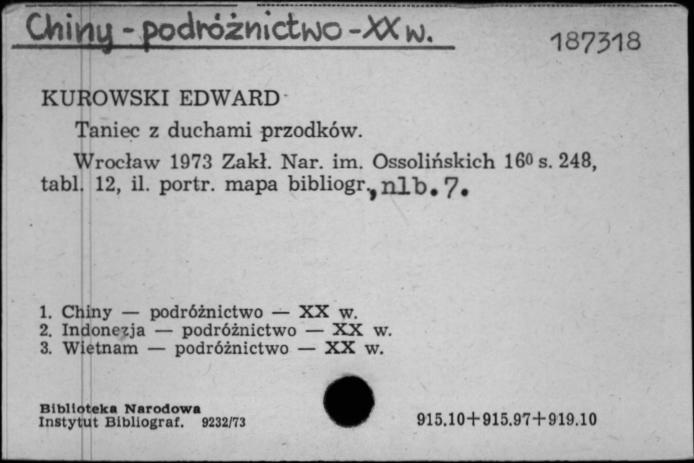 Chiny - podróżnictwo - XX w.
187318
KUROWSKI EDWARD
Taniec z duchami przodków.
Wrocław 1973 Zakł. Nar. im. Ossolińskich 16⁰ s. 248,
tabl. 12, il. portr. mapa bibliogr., nlb. 7.
1. Chiny — podróżnictwo — XX w.
2. Indonezja — podróżnictwo — XX w.
3. Wietnam — podróżnictwo — XX w.
Biblioteka Narodowa
Instytut Bibliograf. 9232/73
915.10+915.97+919.10